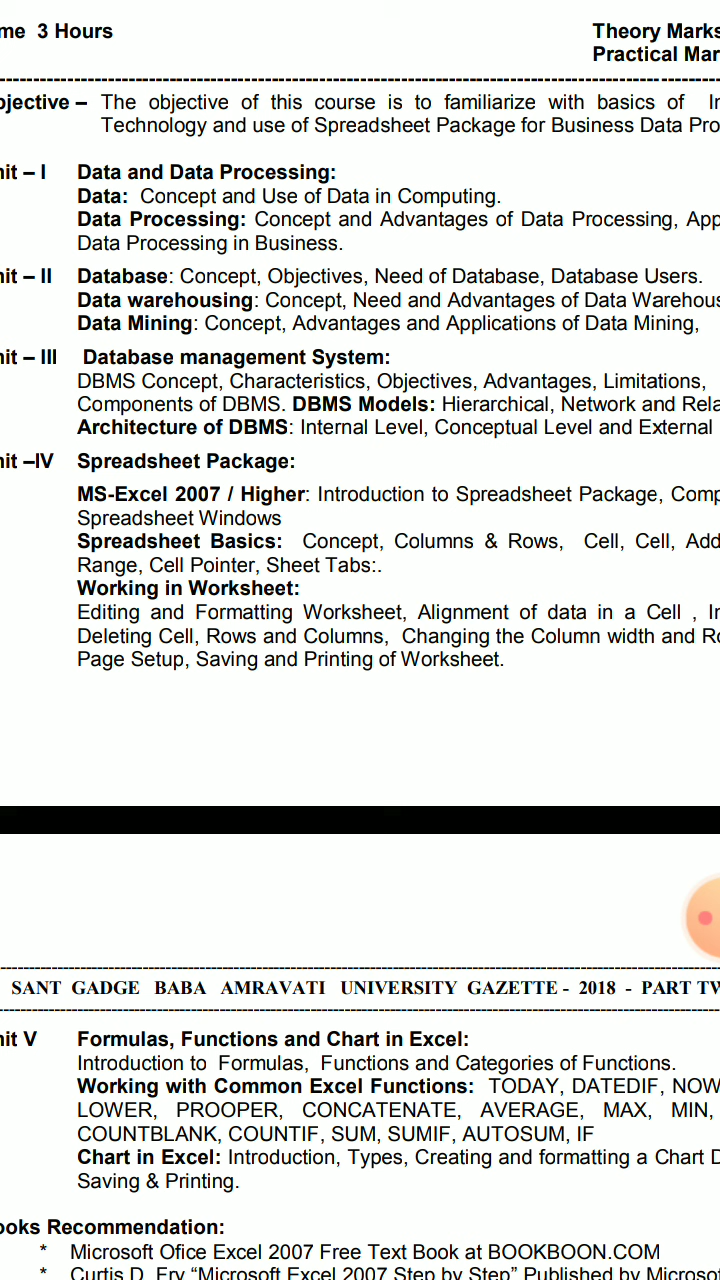 me 3 Hours Theory Marks
Practical Mar
bjective – The objective of this course is to familiarize with basics of In
Technology and use of Spreadsheet Package for Business Data Pro
nit – I Data and Data Processing:
Data: Concept and Use of Data in Computing.
Data Processing: Concept and Advantages of Data Processing, App
Data Processing in Business.
nit – II Database: Concept, Objectives, Need of Database, Database Users.
Data warehousing: Concept, Need and Advantages of Data Warehous
Data Mining: Concept, Advantages and Applications of Data Mining,
nit – III Database management System:
DBMS Concept, Characteristics, Objectives, Advantages, Limitations,
Components of DBMS. DBMS Models: Hierarchical, Network and Rela
Architecture of DBMS: Internal Level, Conceptual Level and External
nit –IV Spreadsheet Package:
MS-Excel 2007 / Higher: Introduction to Spreadsheet Package, Comp
Spreadsheet Windows
Spreadsheet Basics: Concept, Columns & Rows, Cell, Cell, Add
Range, Cell Pointer, Sheet Tabs:.
Working in Worksheet:
Editing and Formatting Worksheet, Alignment of data in a Cell , In
Deleting Cell, Rows and Columns, Changing the Column width and Ro
Page Setup, Saving and Printing of Worksheet.
SANT GADGE BABA AMRAVATI UNIVERSITY GAZETTE - 2018 - PART TW
nit V Formulas, Functions and Chart in Excel:
Introduction to Formulas, Functions and Categories of Functions.
Working with Common Excel Functions: TODAY, DATEDIF, NOW
LOWER, PROOPER, CONCATENATE, AVERAGE, MAX, MIN,
COUNTBLANK, COUNTIF, SUM, SUMIF, AUTOSUM, IF
Chart in Excel: Introduction, Types, Creating and formatting a Chart D
Saving & Printing.
ooks Recommendation:
* Microsoft Ofice Excel 2007 Free Text Book at BOOKBOON.COM
* Curtis D. Fry “Microsoft Excel 2007 Step by Step” Published by Microsof